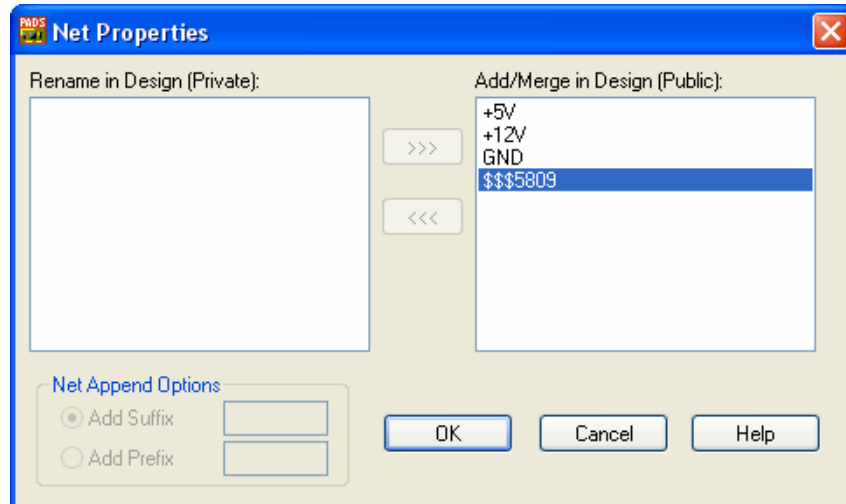 PADS
Net Properties
Rename in Design (Private):
Add/Merge in Design (Public):
+5V
+12V
GND
$$$5809
>>>
<<<
Net Append Options
Add Suffix
Add Prefix
OK
Cancel
Help